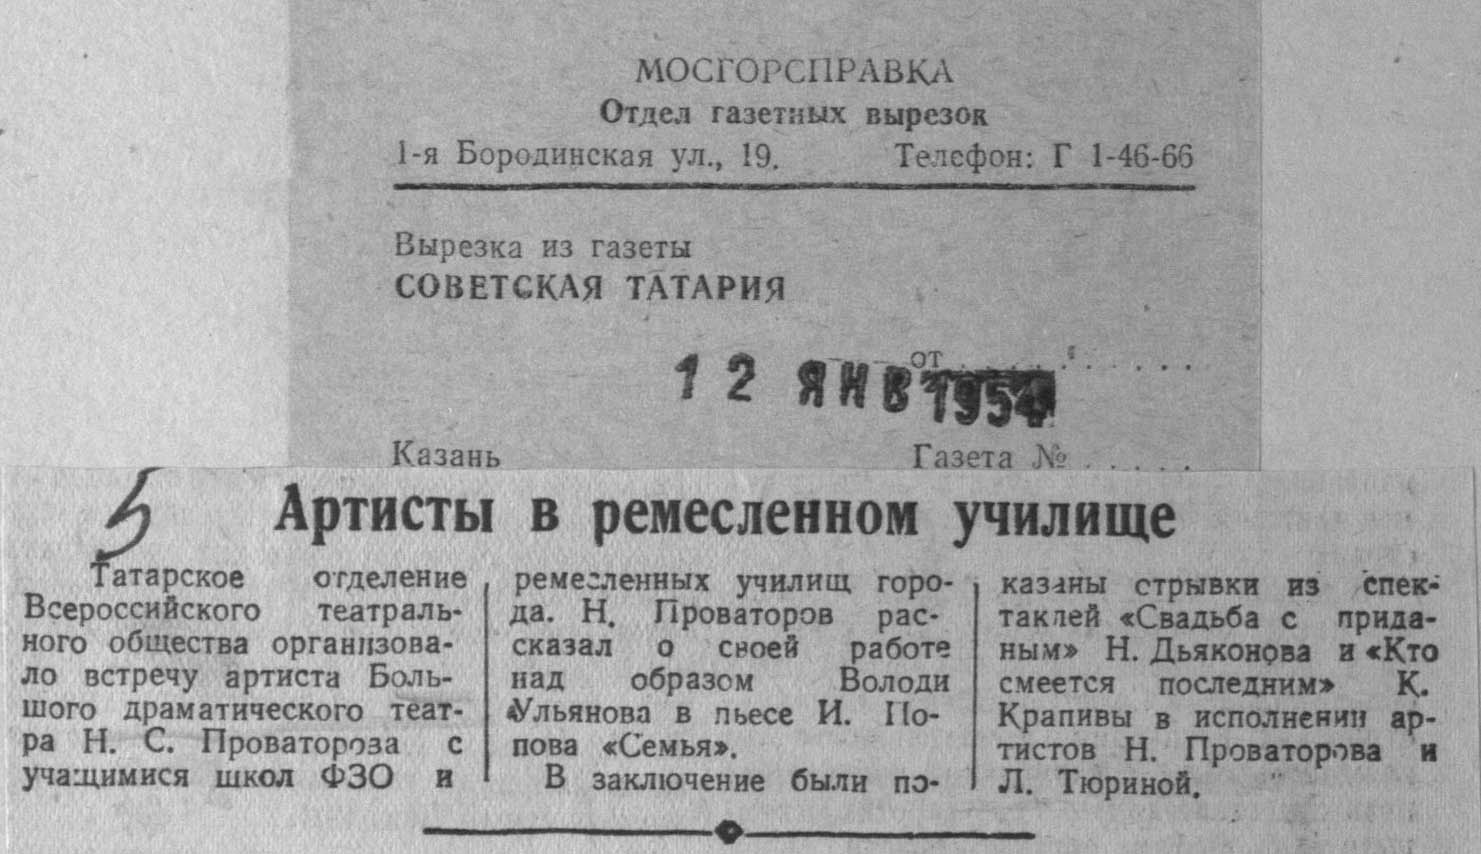 МОСГОРСПРАВКА
Отдел газетных вырезок
1-я Бородинская ул., 19. Телефон: Г 1-46-66
Вырезка из газеты
СОВЕТСКАЯ ТАТАРИЯ
от . . . . . . . . . .
12 ЯНВ 1954
Казань Газета № . . . . .
5
Артисты в ремесленном училище
Татарское отделение
Всероссийского театраль-
ного общества организова-
ло встречу артиста Боль-
шого драматического теат-
ра Н. С. Проваторова с
учащимися школ ФЗО и
ремесленных училищ горо-
да. Н. Проваторов рас-
сказал о своей работе
над образом Володи
Ульянова в пьесе И. По-
пова «Семья».
В заключение были по-
казаны стрывки из спек-
таклей «Свадьба с прида-
ным» Н. Дьяконова и «Кто
смеется последним» К.
Крапивы в исполнении ар-
тистов Н. Проваторова и
Л. Тюриной.